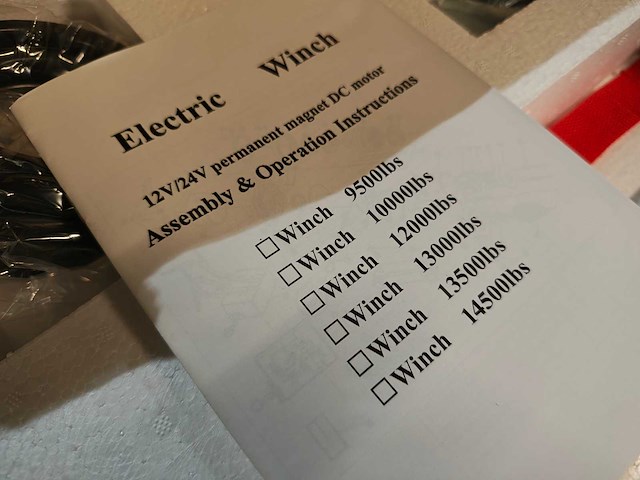 Electric Winch
12V/24V permanent magnet DC motor
Assembly & Operation Instructions
☐Winch 9500lbs
☐Winch 10000lbs
☐Winch 12000lbs
☐Winch 13000lbs
☐Winch 13500lbs
☐Winch 14500lbs